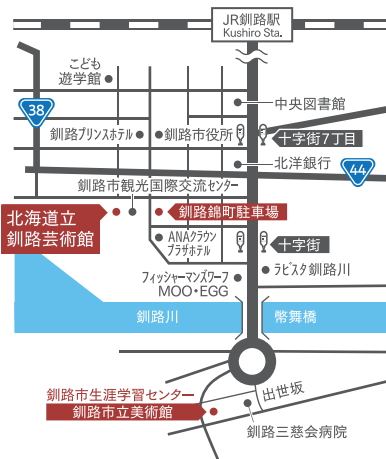 JR釧路駅
Kushiro Sta.
こども
遊学館
38
中央図書館
釧路プリンスホテル
釧路市役所
十字街7丁目
北洋銀行
44
釧路市観光国際交流センター
北海道立
釧路芸術館
釧路錦町駐車場
ANAクラウン
プラザホテル
十字街
フィッシャーマンズワーフ
MOO・EGG
ラビスタ釧路川
釧路川
幣舞橋
釧路市生涯学習センター
釧路市立美術館
出世坂
釧路三慈会病院